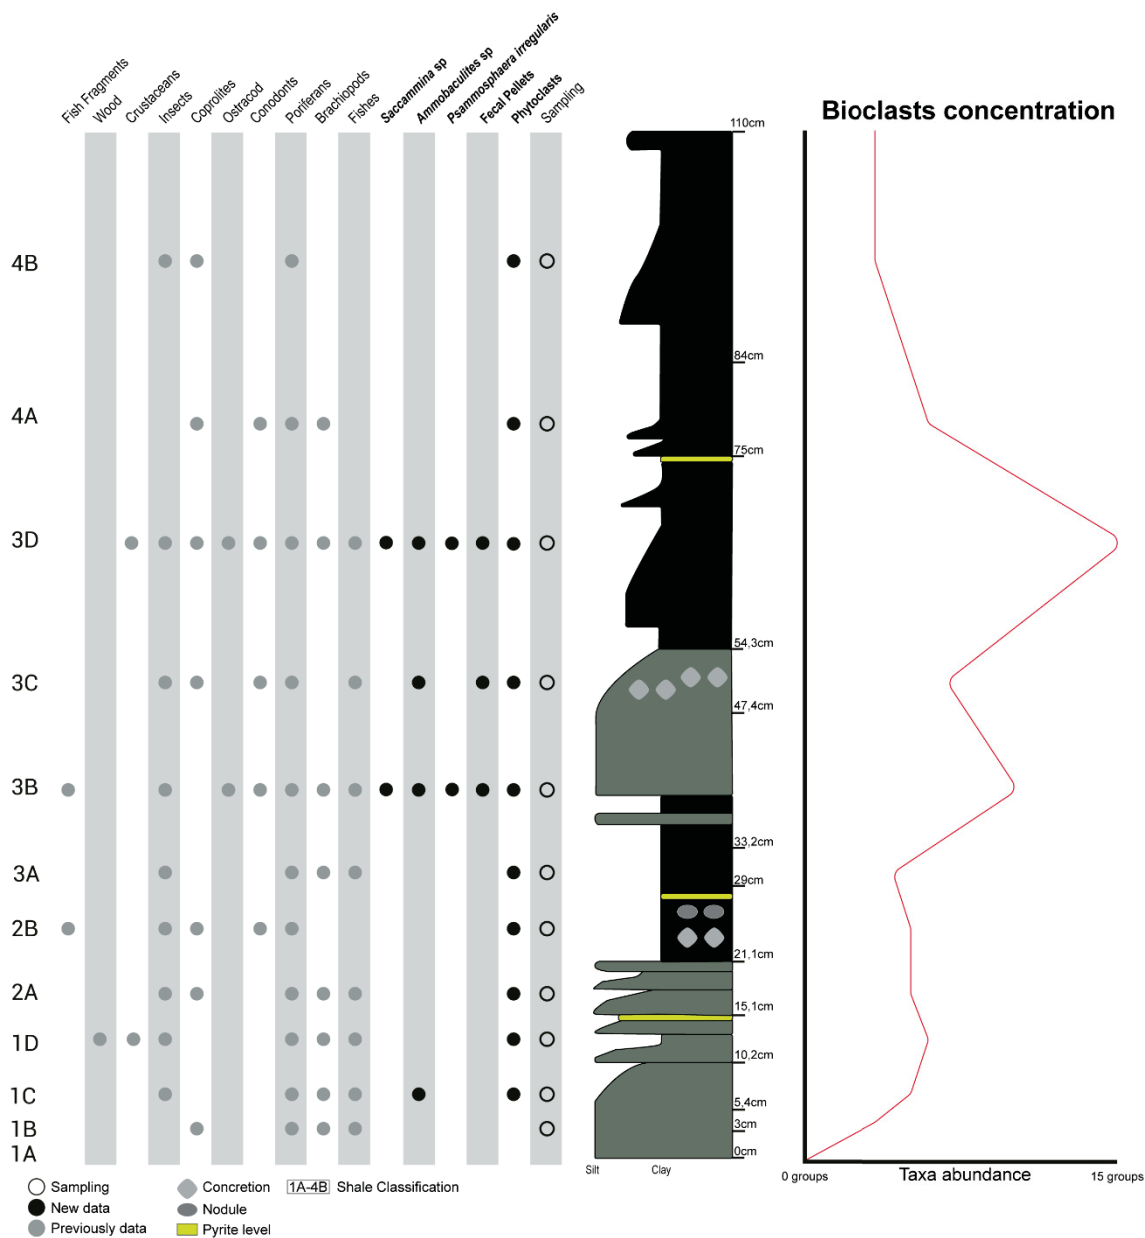 Fish Fragments
Wood
Crustaceans
Insects
Coprolites
Ostracod
Conodonts
Poriferans
Brachiopods
Fishes
Saccammina sp
Ammobaculites sp
Psammosphaera irregularis
Fecal Pellets
Phytoclasts
Sampling
Bioclasts concentration
110cm
4B
84cm
4A
75cm
3D
54,3cm
3C
47,4cm
3B
33,2cm
3A
29cm
2B
21,1cm
2A
15,1cm
1D
10,2cm
1C
5,4cm
1B
3cm
1A
0cm
Silt
Clay
0 groups
Taxa abundance
15 groups
Sampling
Concretion
1A-4B Shale Classification
New data
Nodule
Previously data
Pyrite level